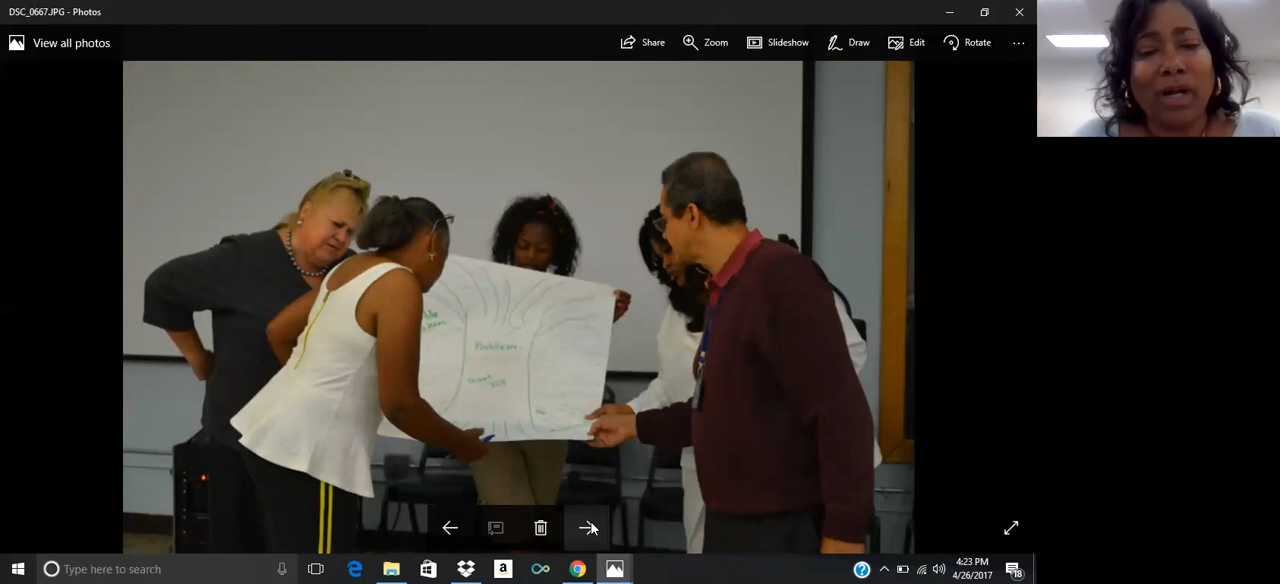 DSC_0667.JPG - Photos
View all photos
Share
Zoom
Slideshow
Draw
Edit
Rotate
Problem
Type here to search
4:23 PM
4/26/2017
18